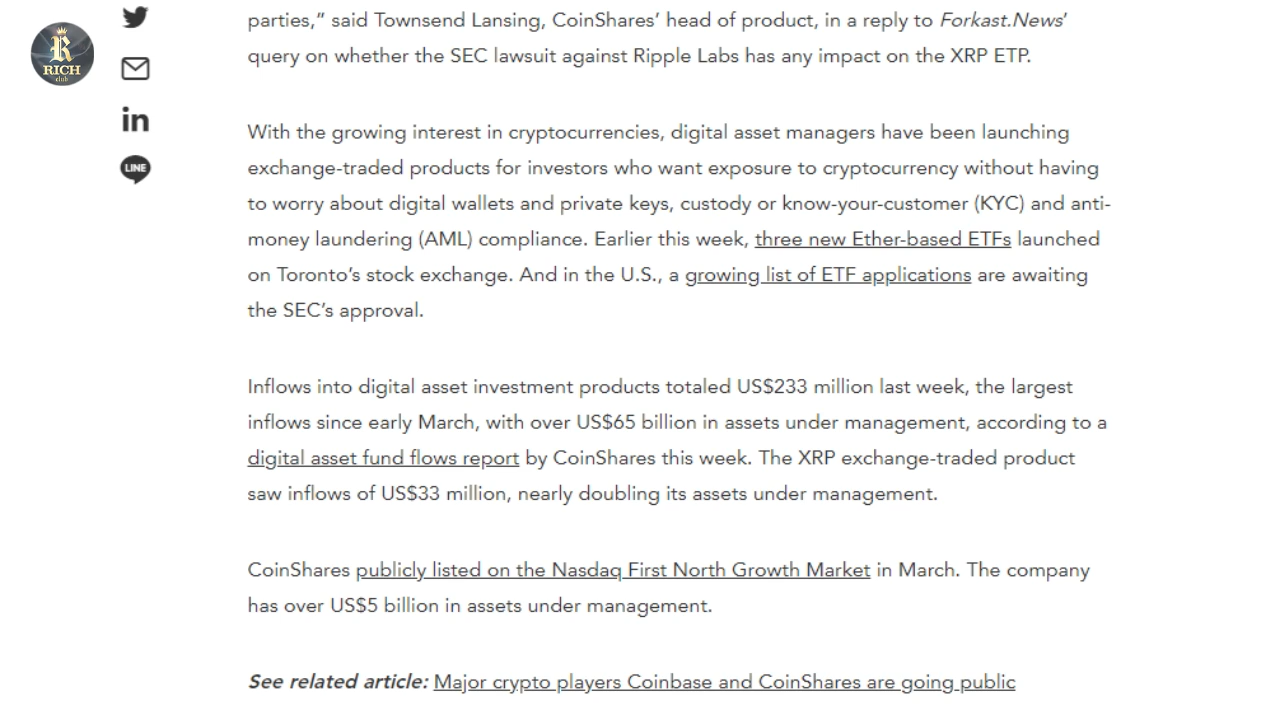 parties,” said Townsend Lansing, CoinShares’ head of product, in a reply to Forkast.News’
query on whether the SEC lawsuit against Ripple Labs has any impact on the XRP ETP.
R
RICH
club
in
LINE
With the growing interest in cryptocurrencies, digital asset managers have been launching
exchange-traded products for investors who want exposure to cryptocurrency without having
to worry about digital wallets and private keys, custody or know-your-customer (KYC) and anti-
money laundering (AML) compliance. Earlier this week, three new Ether-based ETFs launched
on Toronto’s stock exchange. And in the U.S., a growing list of ETF applications are awaiting
the SEC’s approval.
Inflows into digital asset investment products totaled US$233 million last week, the largest
inflows since early March, with over US$65 billion in assets under management, according to a
digital asset fund flows report by CoinShares this week. The XRP exchange-traded product
saw inflows of US$33 million, nearly doubling its assets under management.
CoinShares publicly listed on the Nasdaq First North Growth Market in March. The company
has over US$5 billion in assets under management.
See related article: Major crypto players Coinbase and CoinShares are going public